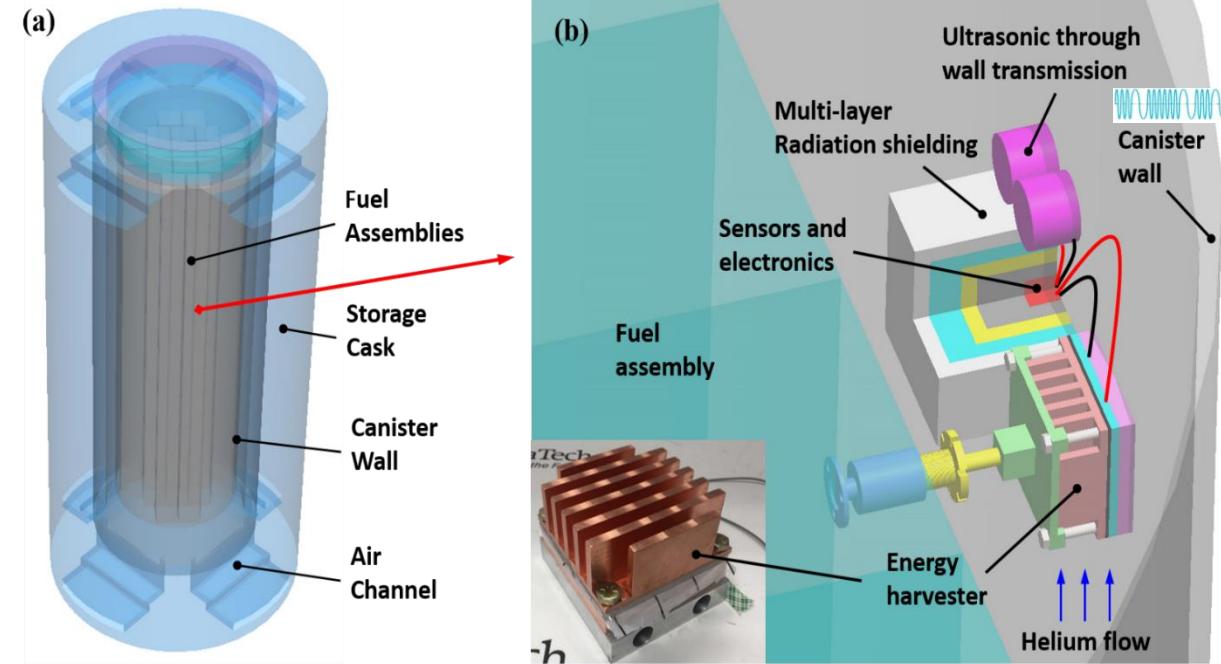 (a)
Fuel
Assemblies
Storage
Cask
Canister
Wall
Air
Channel
(b)
Ultrasonic through
wall transmission
Multi-layer
Radiation shielding
Canister
wall
Sensors and
electronics
Fuel
assembly
Energy
harvester
Helium flow